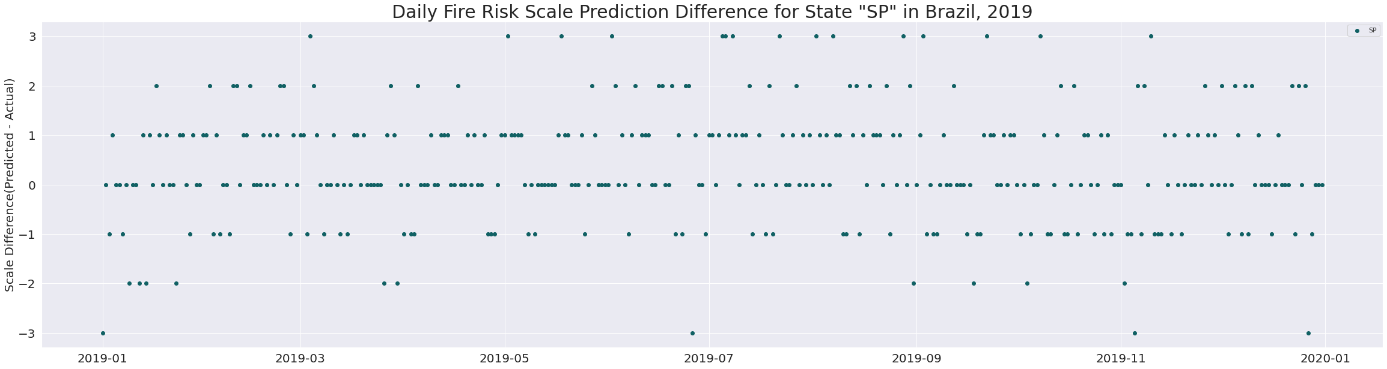 Daily Fire Risk Scale Prediction Difference for State "SP" in Brazil, 2019
Scale Difference(Predicted - Actual)
3
2
1
0
−1
−2
−3
SP
2019-01 2019-03 2019-05 2019-07 2019-09 2019-11 2020-01